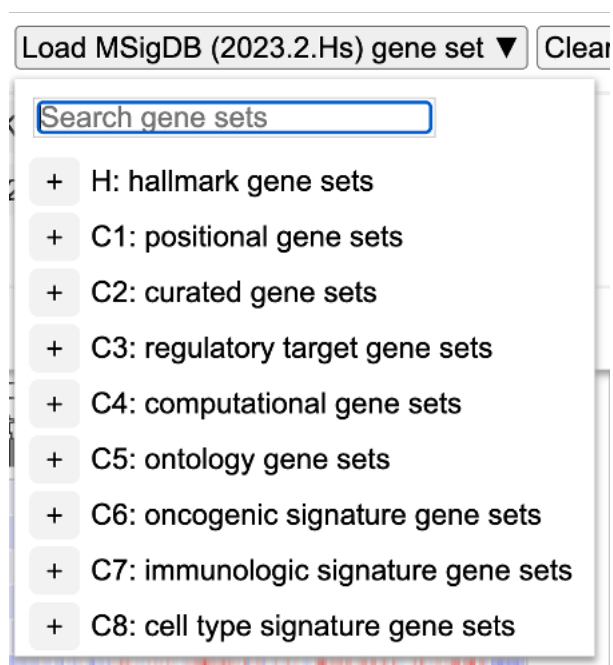 Load MSigDB (2023.2.Hs) gene set ▼ Clear
Search gene sets
+ H: hallmark gene sets
+ C1: positional gene sets
+ C2: curated gene sets
+ C3: regulatory target gene sets
+ C4: computational gene sets
+ C5: ontology gene sets
+ C6: oncogenic signature gene sets
+ C7: immunologic signature gene sets
+ C8: cell type signature gene sets